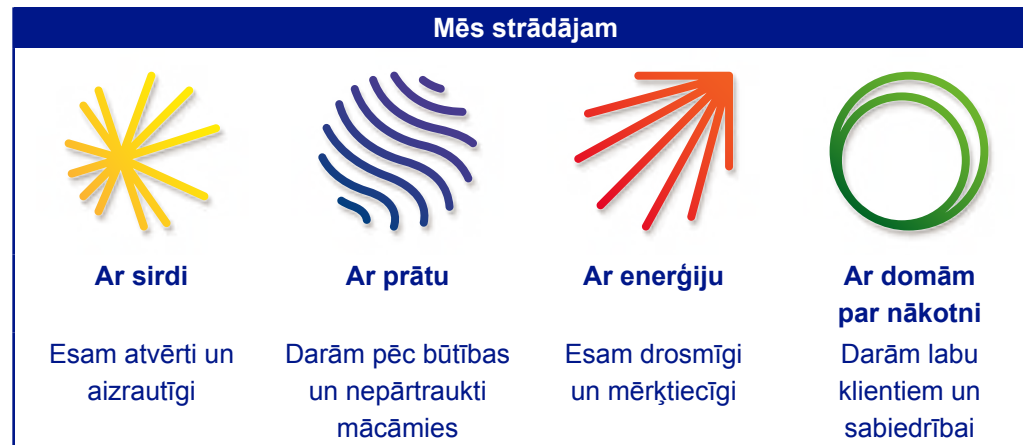 Mēs strādājam
Ar sirdi
Esam atvērti un
aizrautīgi
Ar prātu
Darām pēc būtības
un nepārtraukti
mācāmies
Ar enerģiju
Esam drosmīgi
un mērķtiecīgi
Ar domām
par nākotni
Darām labu
klientiem un
sabiedrībai